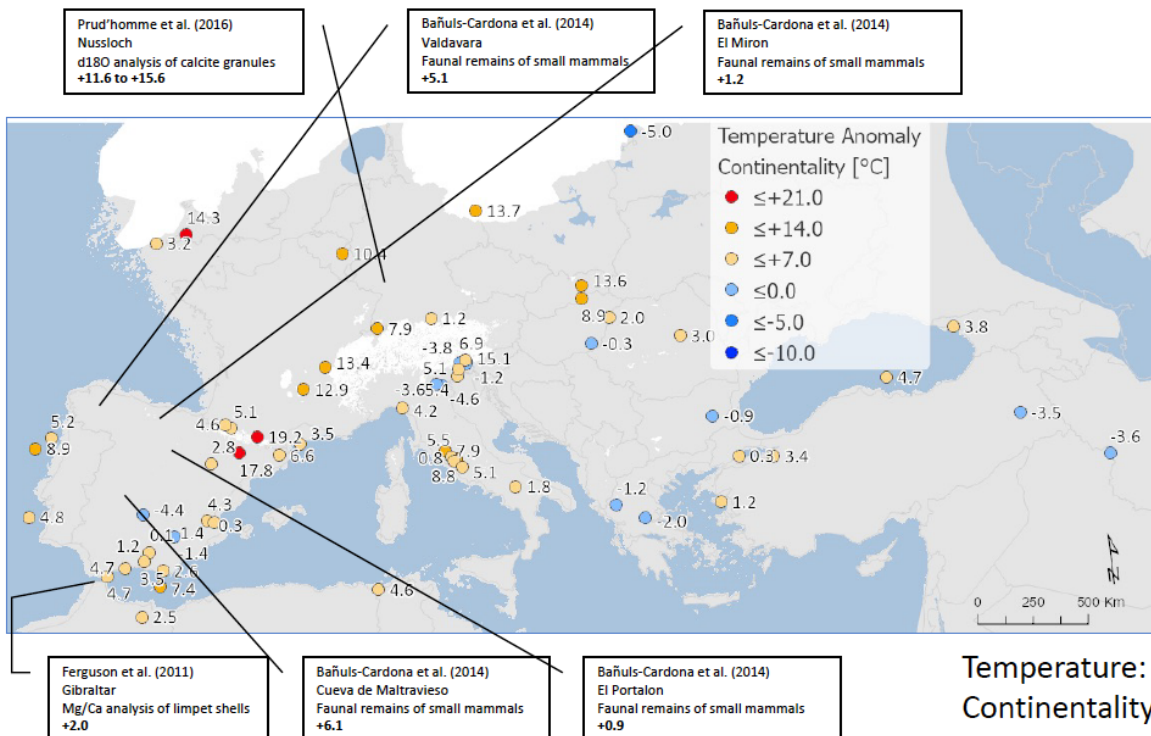 Prud'homme et al. (2016)
Nussloch
d18O analysis of calcite granules
+11.6 to +15.6
Bañuls-Cardona et al. (2014)
Valdavara
Faunal remains of small mammals
+5.1
Bañuls-Cardona et al. (2014)
El Miron
Faunal remains of small mammals
+1.2
Temperature Anomaly
Continentality [°C]
≤+21.0
≤+14.0
≤+7.0
≤0.0
≤-5.0
≤-10.0
-5.0
14.3
3.2
13.7
10.4
13.6
8.9
2.0
-0.3
3.0
3.8
4.7
7.9
1.2
13.4
12.9
-3.8
6.9
15.1
5.1
-1.2
-3.6
5.4
-4.6
4.2
5.2
8.9
4.6
5.1
19.2
3.5
2.8
17.8
6.6
5.5
7.9
0.8
8.8
5.1
1.8
-0.9
-3.5
-3.6
0.3
3.4
1.2
-1.2
-2.0
4.8
-4.4
4.3
0.3
0.1
1.4
-1.4
1.2
4.7
3.5
2.6
4.7
7.4
4.6
2.5
N
0 250 500 Km
Ferguson et al. (2011)
Gibraltar
Mg/Ca analysis of limpet shells
+2.0
Bañuls-Cardona et al. (2014)
Cueva de Maltravieso
Faunal remains of small mammals
+6.1
Bañuls-Cardona et al. (2014)
El Portalon
Faunal remains of small mammals
+0.9
Temperature:
Continentality